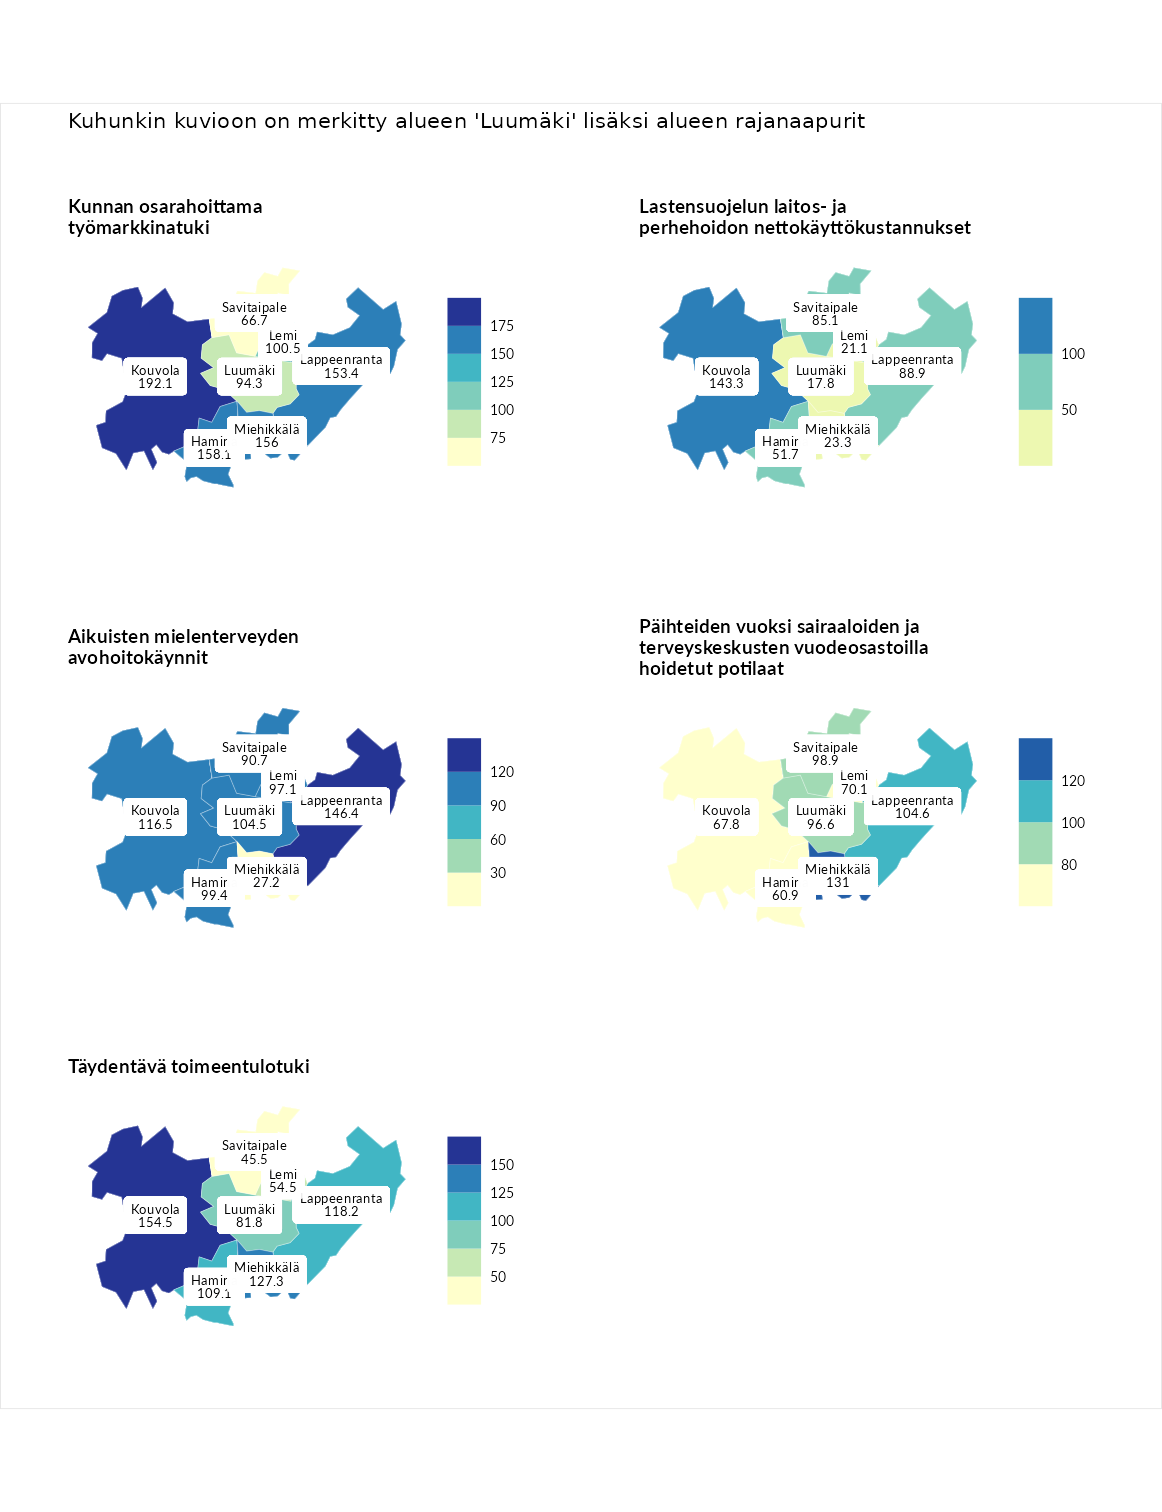 Kuhunkin kuvioon on merkitty alueen 'Luumäki' lisäksi alueen rajanaapurit
Kunnan osarahoittama
työmarkkinatuki
Savitaipale
66.7
Lemi
100.5
Lappeenranta
153.4
Kouvola
192.1
Luumäki
94.3
Miehikkälä
156
158.1
175
150
125
100
75
Lastensuojelun laitos- ja
perhehoidon nettokäyttökustannukset
Savitaipale
85.1
Lemi
21.1
Lappeenranta
88.9
Kouvola
143.3
Luumäki
17.8
Miehikkälä
23.3
51.7
100
50
Aikuisten mielenterveyden
avohoitokäynnit
Savitaipale
90.7
Lemi
97.1
Lappeenranta
146.4
Kouvola
116.5
Luumäki
104.5
Miehikkälä
27.2
99.4
120
90
60
30
Päihteiden vuoksi sairaaloiden ja
terveyskeskusten vuodeosastoilla
hoidetut potilaat
Savitaipale
98.9
Lemi
70.1
Lappeenranta
104.6
Kouvola
67.8
Luumäki
96.6
Miehikkälä
131
60.9
120
100
80
Täydentävä toimeentulotuki
Savitaipale
45.5
Lemi
54.5
Lappeenranta
118.2
Kouvola
154.5
Luumäki
81.8
Miehikkälä
127.3
109.1
150
125
100
75
50